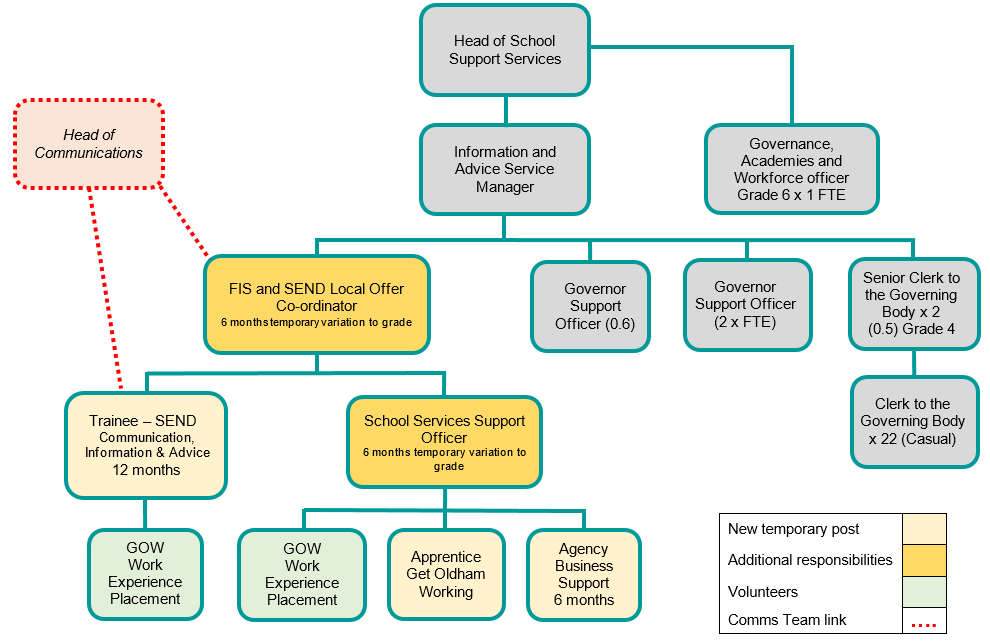 Head of School
Support Services
Head of
Communications
Information and
Advice Service
Manager
Governance,
Academies and
Workforce officer
Grade 6 x 1 FTE
FIS and SEND Local Offer
Co-ordinator
6 months temporary variation to grade
Governor
Support
Officer (0.6)
Governor
Support Officer
(2 x FTE)
Senior Clerk to
the Governing
Body x 2
(0.5) Grade 4
Clerk to the
Governing Body
x 22 (Casual)
Trainee – SEND
Communication,
Information & Advice
12 months
School Services Support
Officer
6 months temporary variation to
grade
GOW
Work
Experience
Placement
GOW
Work
Experience
Placement
Apprentice
Get Oldham
Working
Agency
Business
Support
6 months
New temporary post
Additional responsibilities
Volunteers
Comms Team link